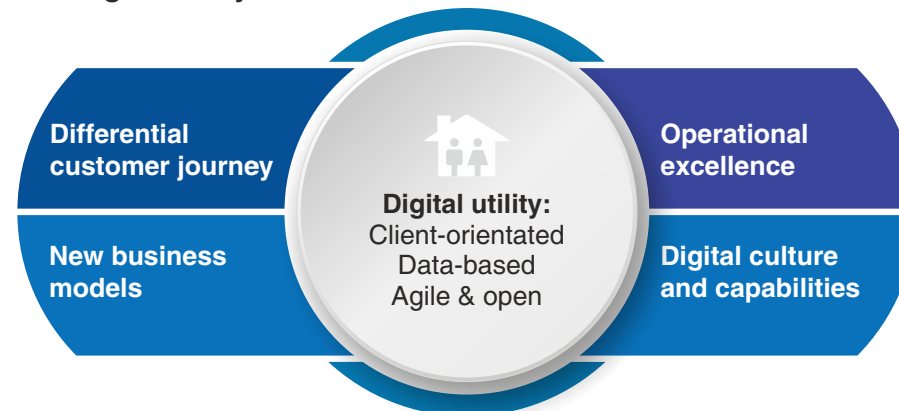 Differential
customer journey
Operational
excellence
Digital utility:
Client-orientated
Data-based
Agile & open
New business
models
Digital culture
and capabilities